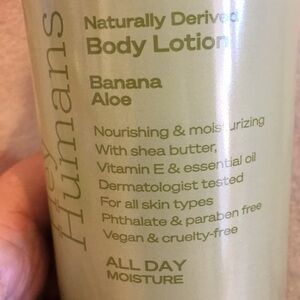 Humans
Naturally Derived
Body Lotion
Banana
Aloe
Nourishing & moisturizing
With shea butter,
Vitamin E & essential oil
Dermatologist tested
For all skin types
Phthalate & paraben free
Vegan & cruelty-free
ALL DAY
MOISTURE